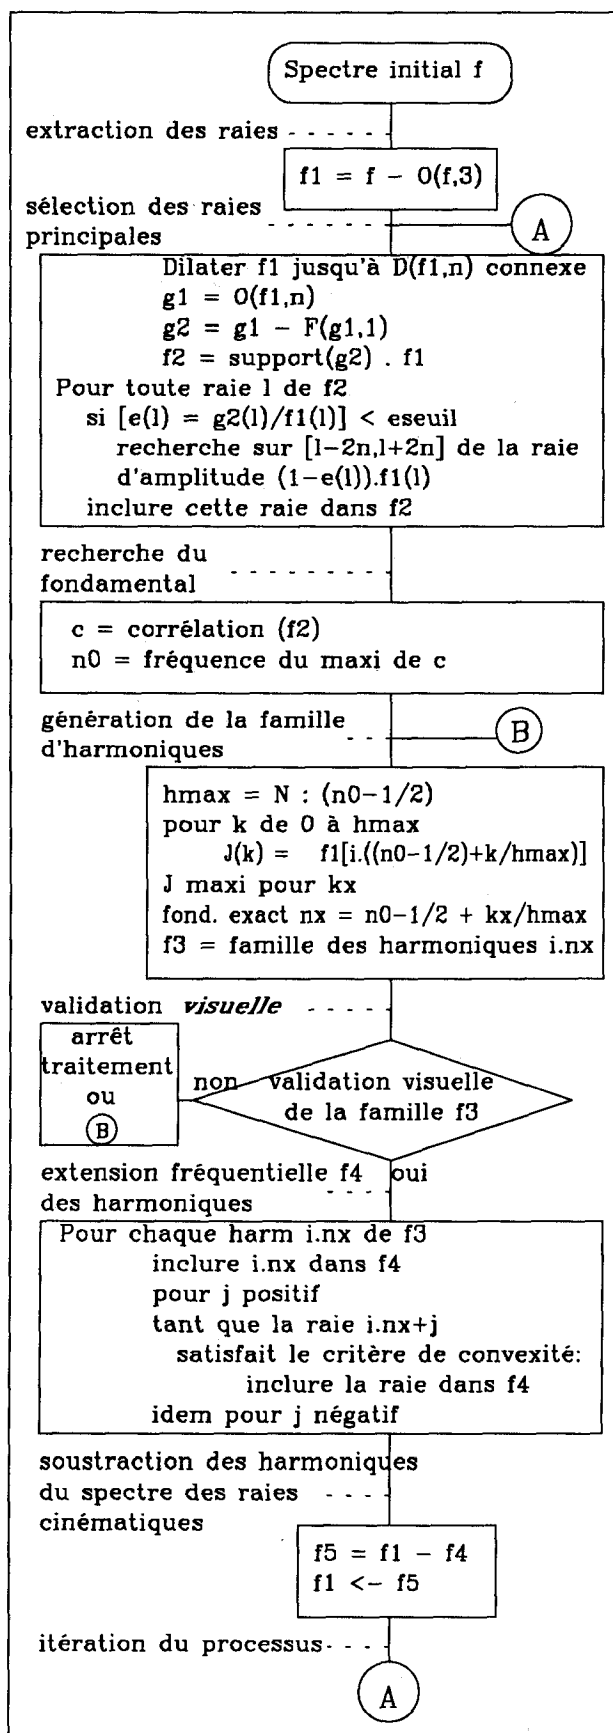 Spectre initial f
extraction des raies
f1 = f - O(f,3)
sélection des raies
principales
A
Dilater f1 jusqu'à D(f1,n) connexe
g1 = O(f1,n)
g2 = g1 - F(g1,1)
f2 = support(g2) . f1
Pour toute raie l de f2
si [e(l) = g2(l)/f1(l)] < eseuil
recherche sur [l-2n,l+2n] de la raie
d'amplitude (1-e(l)).f1(l)
inclure cette raie dans f2
recherche du
fondamental
c = corrélation (f2)
n0 = fréquence du maxi de c
génération de la famille
d'harmoniques
B
hmax = N : (n0-1/2)
pour k de 0 à hmax
J(k) = f1[i.((n0-1/2)+k/hmax)]
J maxi pour kx
fond. exact nx = n0-1/2 + kx/hmax
f3 = famille des harmoniques i.nx
validation visuelle
arrêt
traitement
ou
B
non
validation visuelle
de la famille f3
extension fréquentielle f4 oui
des harmoniques
Pour chaque harm i.nx de f3
inclure i.nx dans f4
pour j positif
tant que la raie i.nx+j
satisfait le critère de convexité:
inclure la raie dans f4
idem pour j négatif
soustraction des harmoniques
du spectre des raies
cinématiques
f5 = f1 - f4
f1 <- f5
itération du processus
A